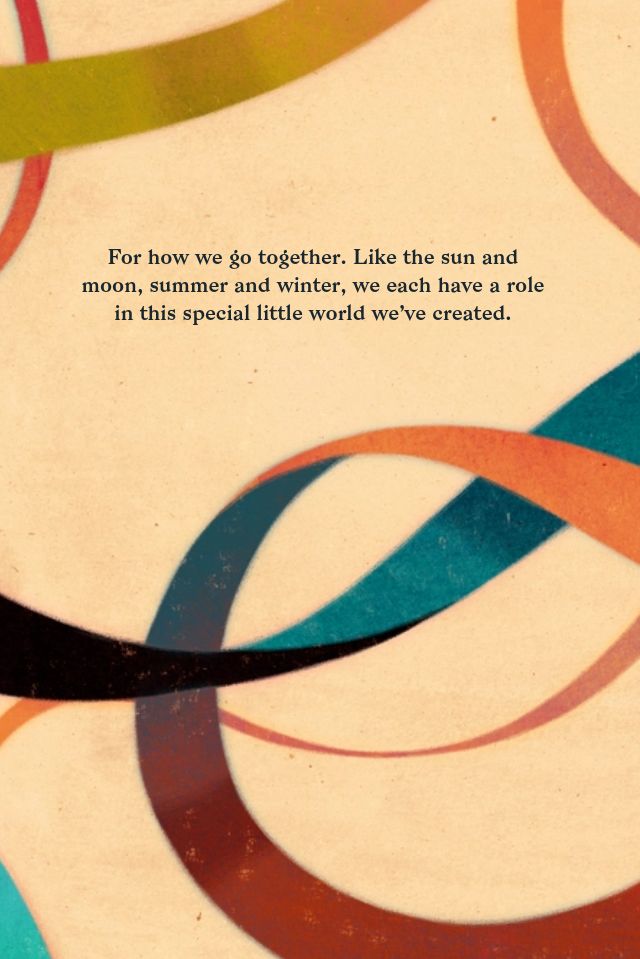 For how we go together. Like the sun and
moon, summer and winter, we each have a role
in this special little world we’ve created.